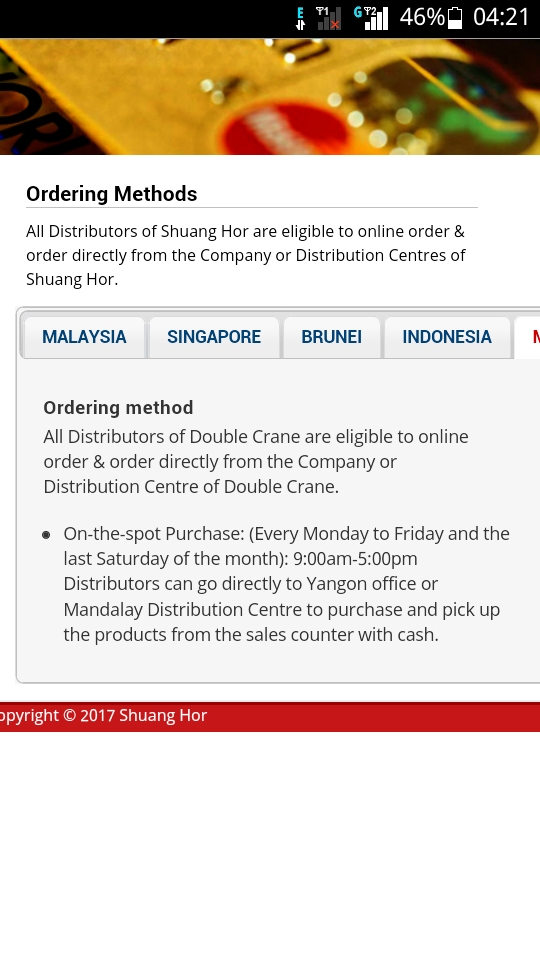 E T1 G T2 46% 04:21
Ordering Methods
All Distributors of Shuang Hor are eligible to online order &
order directly from the Company or Distribution Centres of
Shuang Hor.
MALAYSIA SINGAPORE BRUNEI INDONESIA
Ordering method
All Distributors of Double Crane are eligible to online
order & order directly from the Company or
Distribution Centre of Double Crane.
On-the-spot Purchase: (Every Monday to Friday and the
last Saturday of the month): 9:00am-5:00pm
Distributors can go directly to Yangon office or
Mandalay Distribution Centre to purchase and pick up
the products from the sales counter with cash.
opyright © 2017 Shuang Hor